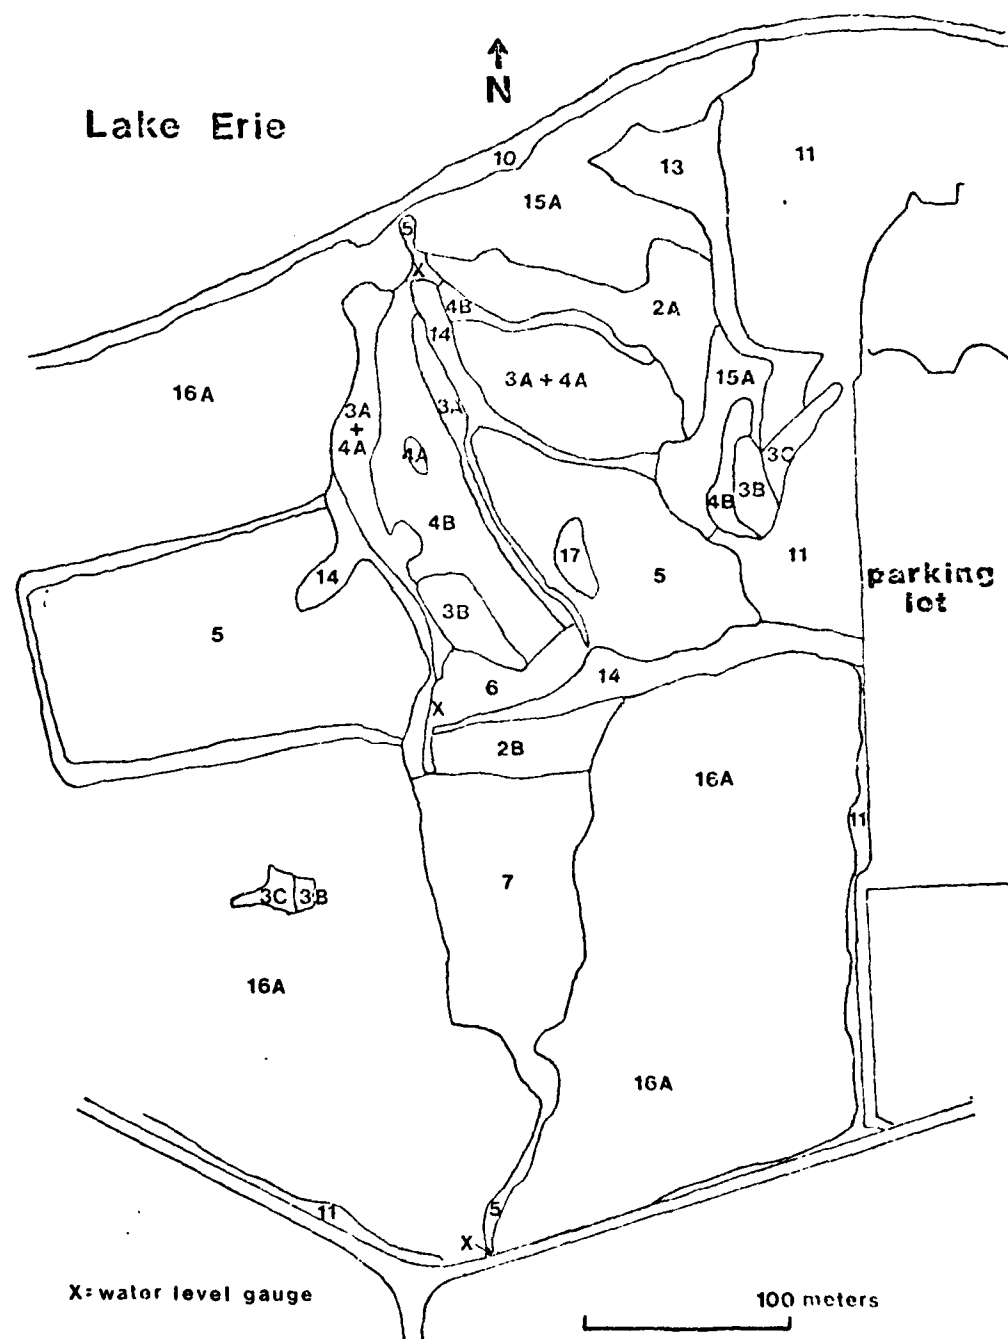 Lake Erie
N
10
13
11
15A
5
X
4B
2A
14
3A + 4A
15A
16A
3A
+
4A
3A
4A
3C
3B
4B
4B
17
11
14
5
parking
lot
5
3B
6
14
X
2B
16A
11
7
3C
3B
16A
16A
11
5
X
X = water level gauge
100 meters